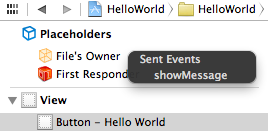 HelloWorld HelloWorld
Placeholders
File's Owner
First Respond
Sent Events
showMessage
View
Button – Hello World